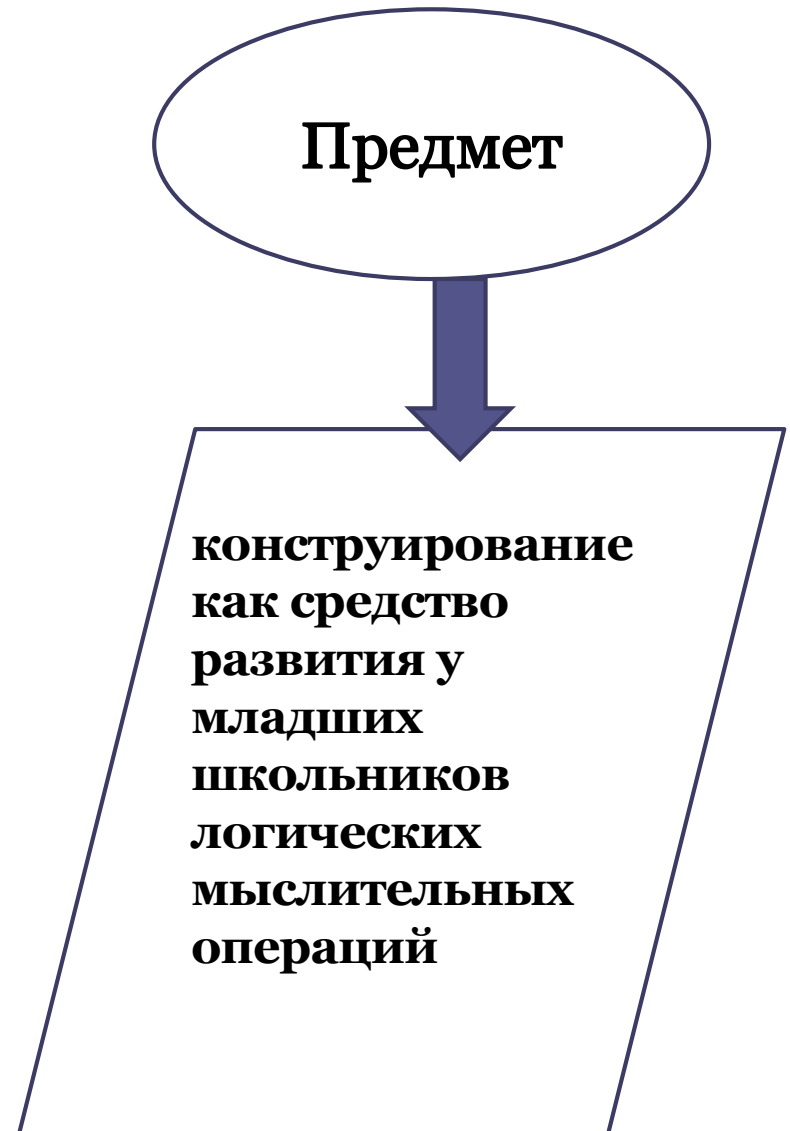 Предмет
конструирование
как средство
развития у
младших
школьников
логических
мыслительных
операций